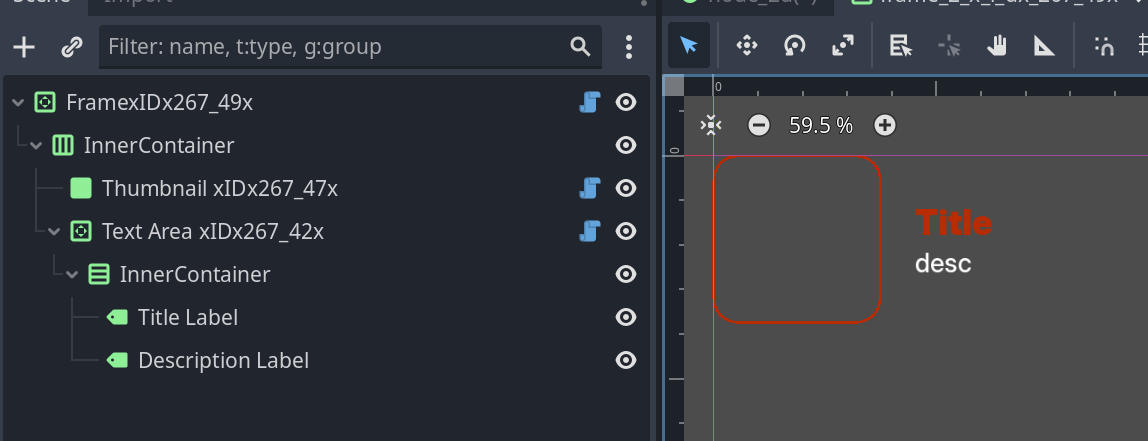 Scene Import
Filter: name, t:type, g:group
FramexIDx267_49x
InnerContainer
Thumbnail xIDx267_47x
Text Area xIDx267_42x
InnerContainer
Title Label
Description Label
0
59.5 %
0
Title
desc